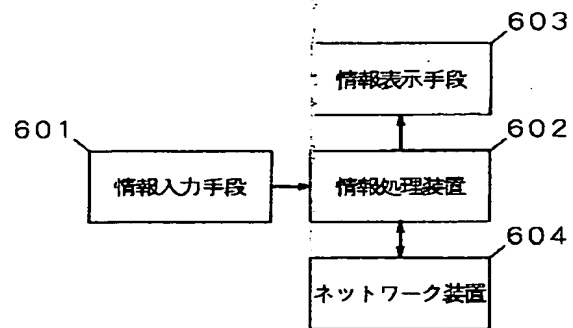 603
情報表示手段
601
602
情報入力手段
情報処理装置
604
ネットワーク装置